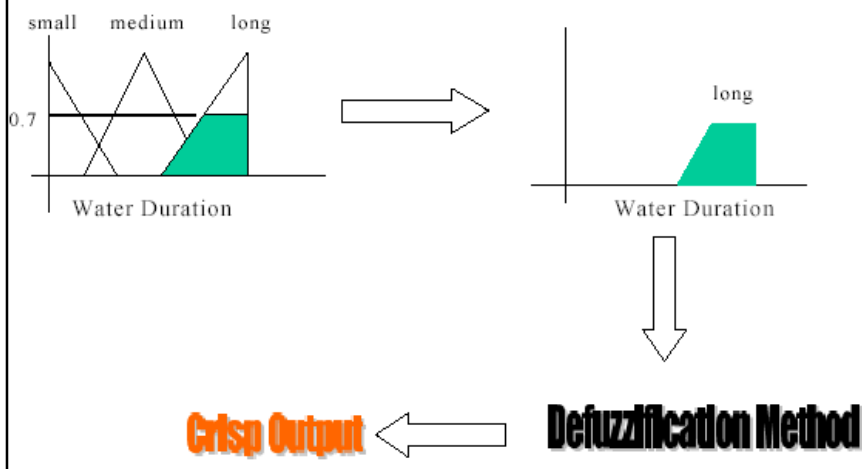 small medium long
0.7
Water Duration
long
Water Duration
Defuzzification Method
Crisp Output